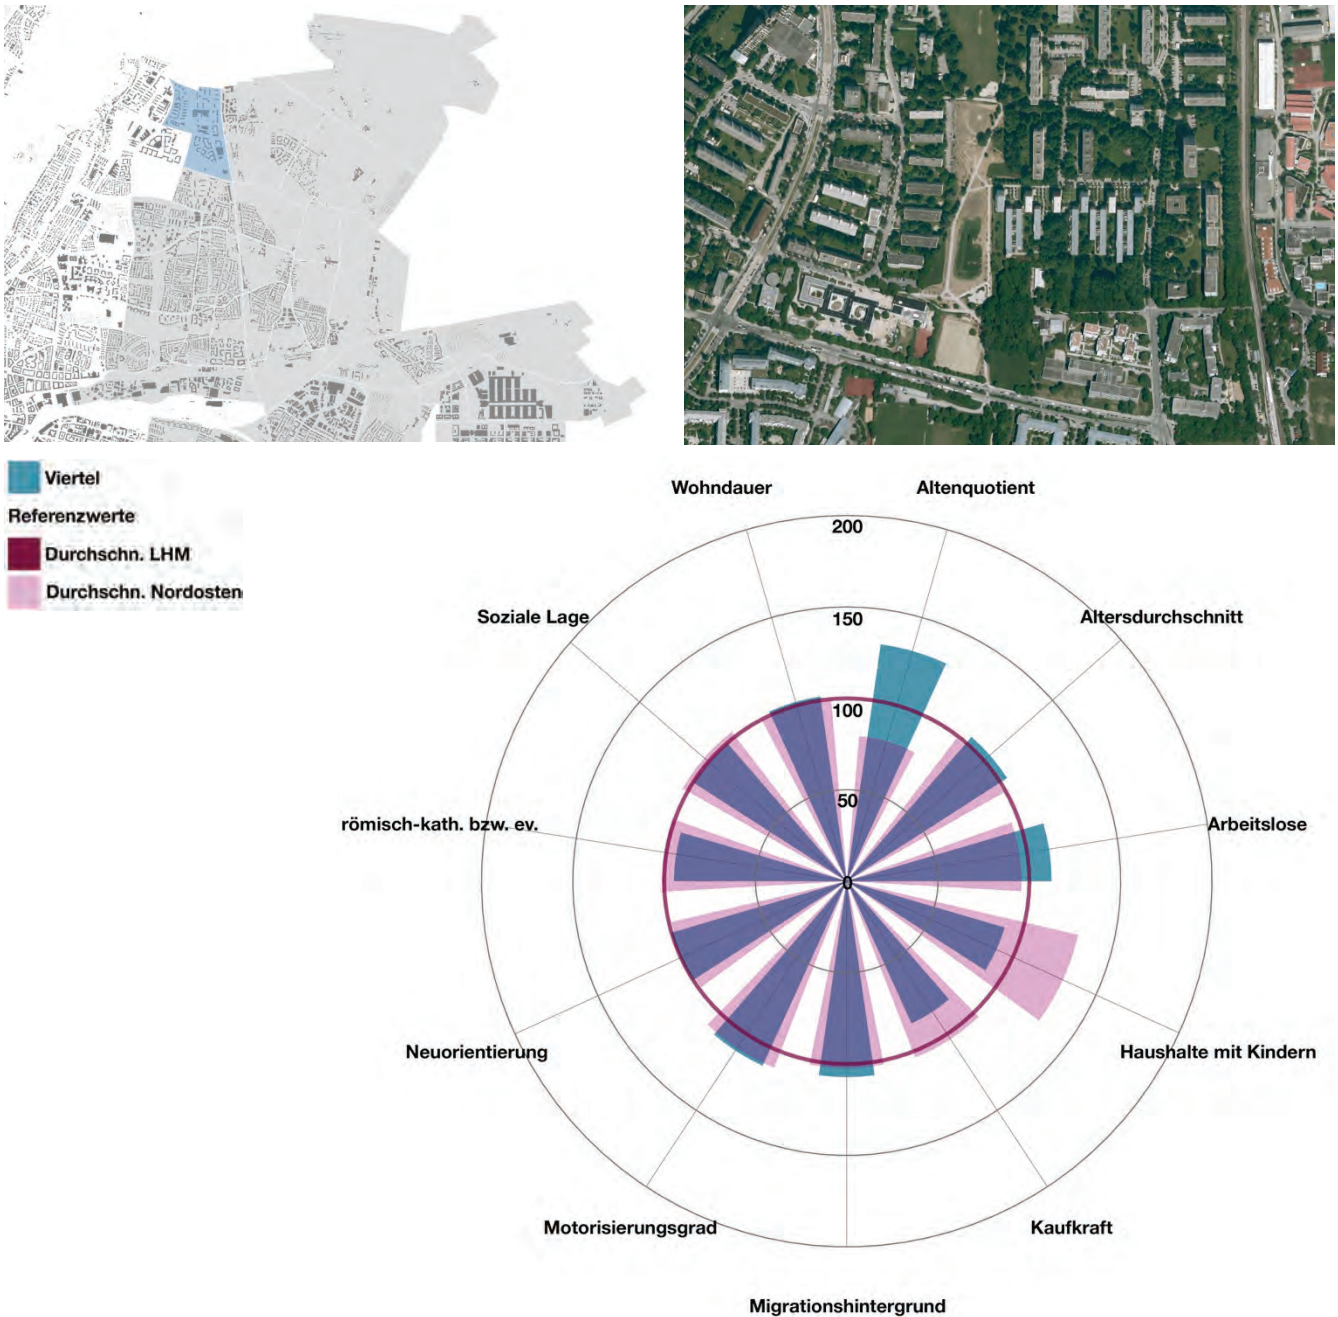 Viertel
Referenzwerte
Durchschn. LHM
Durchschn. Nordosten
Wohndauer
Altenquotient
200
Soziale Lage
150
Altersdurchschnitt
100
50
römisch-kath. bzw. ev.
Arbeitslose
0
Neuorientierung
Haushalte mit Kindern
Motorisierungsgrad
Kaufkraft
Migrationshintergrund